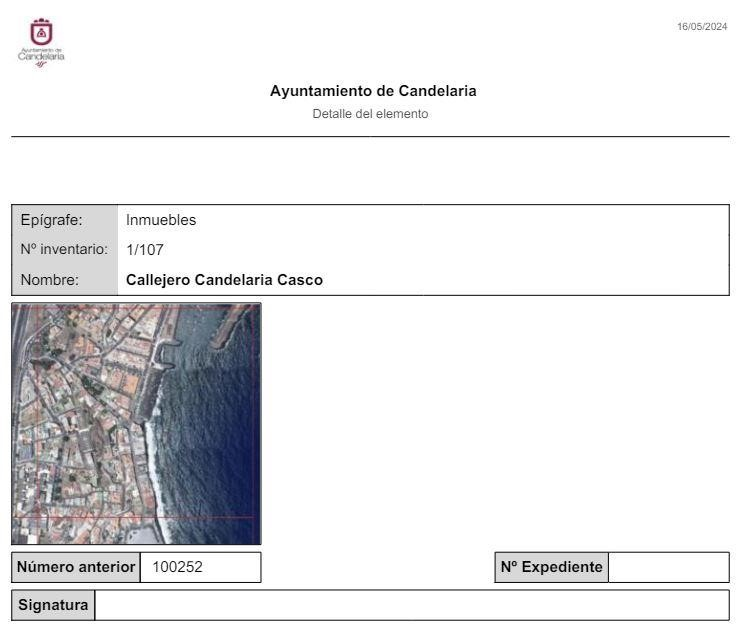 16/05/2024
Ayuntamiento de
Candelaria
Ayuntamiento de Candelaria
Detalle del elemento
Epígrafe: Inmuebles
Nº inventario: 1/107
Nombre: Callejero Candelaria Casco
Número anterior 100252 Nº Expediente
Signatura